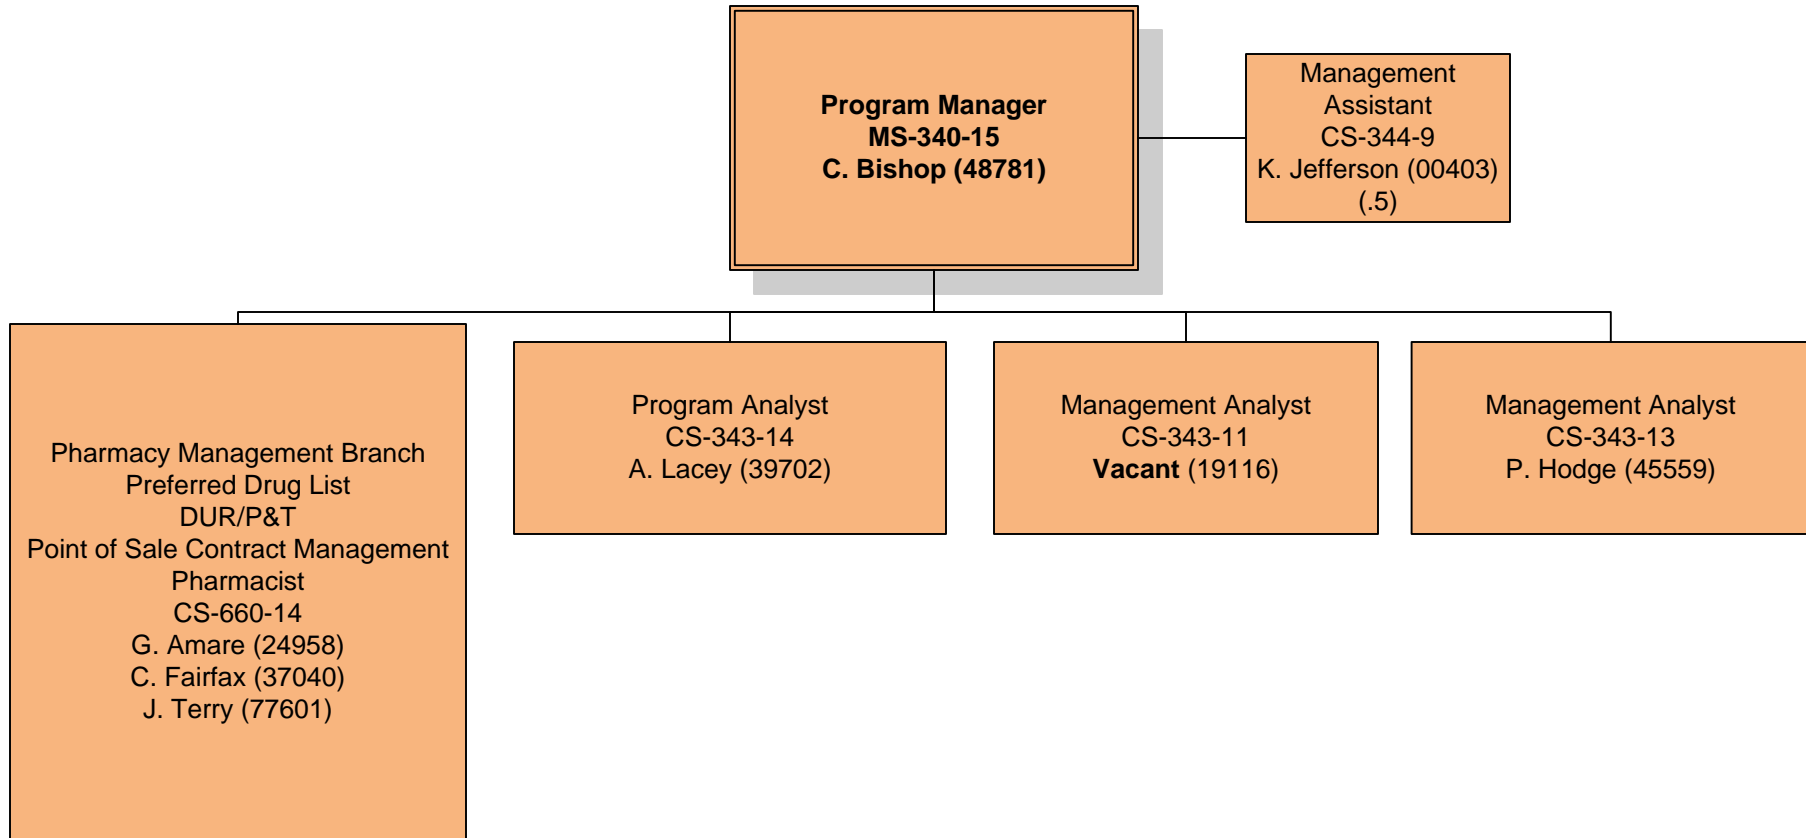 Program Manager
MS-340-15
C. Bishop (48781)
Management
Assistant
CS-344-9
K. Jefferson (00403)
(.5)
Pharmacy Management Branch
Preferred Drug List
DUR/P&T
Point of Sale Contract Management
Pharmacist
CS-660-14
G. Amare (24958)
C. Fairfax (37040)
J. Terry (77601)
Program Analyst
CS-343-14
A. Lacey (39702)
Management Analyst
CS-343-11
Vacant (19116)
Management Analyst
CS-343-13
P. Hodge (45559)